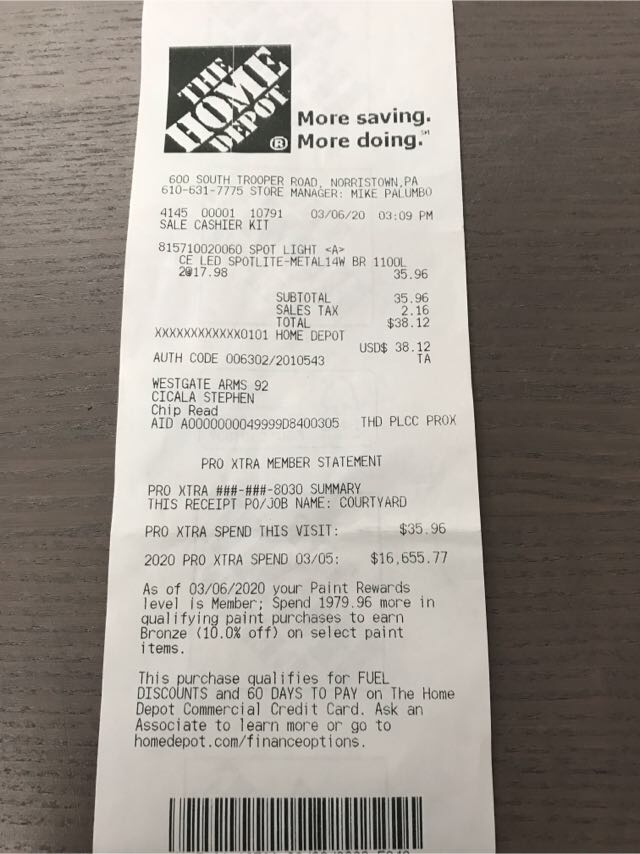 THE
HOME
DEPOT
®
More saving.
More doing.℠
600 SOUTH TROOPER ROAD, NORRISTOWN,PA
610-631-7775 STORE MANAGER: MIKE PALUMBO
4145 00001 10791 03/06/20 03:09 PM
SALE CASHIER KIT
815710020060 SPOT LIGHT <A>
CE LED SPOTLITE-METAL14W BR 1100L
2@17.98 35.96
SUBTOTAL 35.96
SALES TAX 2.16
TOTAL $38.12
XXXXXXXXXXXX0101 HOME DEPOT
USD$ 38.12
AUTH CODE 006302/2010543 TA
WESTGATE ARMS 92
CICALA STEPHEN
Chip Read
AID A0000000049999D8400305 THD PLCC PROX
PRO XTRA MEMBER STATEMENT
PRO XTRA ###-###-8030 SUMMARY
THIS RECEIPT PO/JOB NAME: COURTYARD
PRO XTRA SPEND THIS VISIT: $35.96
2020 PRO XTRA SPEND 03/05: $16,655.77
As of 03/06/2020 your Paint Rewards
level is Member; Spend 1979.96 more in
qualifying paint purchases to earn
Bronze (10.0% off) on select paint
items.
This purchase qualifies for FUEL
DISCOUNTS and 60 DAYS TO PAY on The Home
Depot Commercial Credit Card. Ask an
Associate to learn more or go to
homedepot.com/financeoptions.